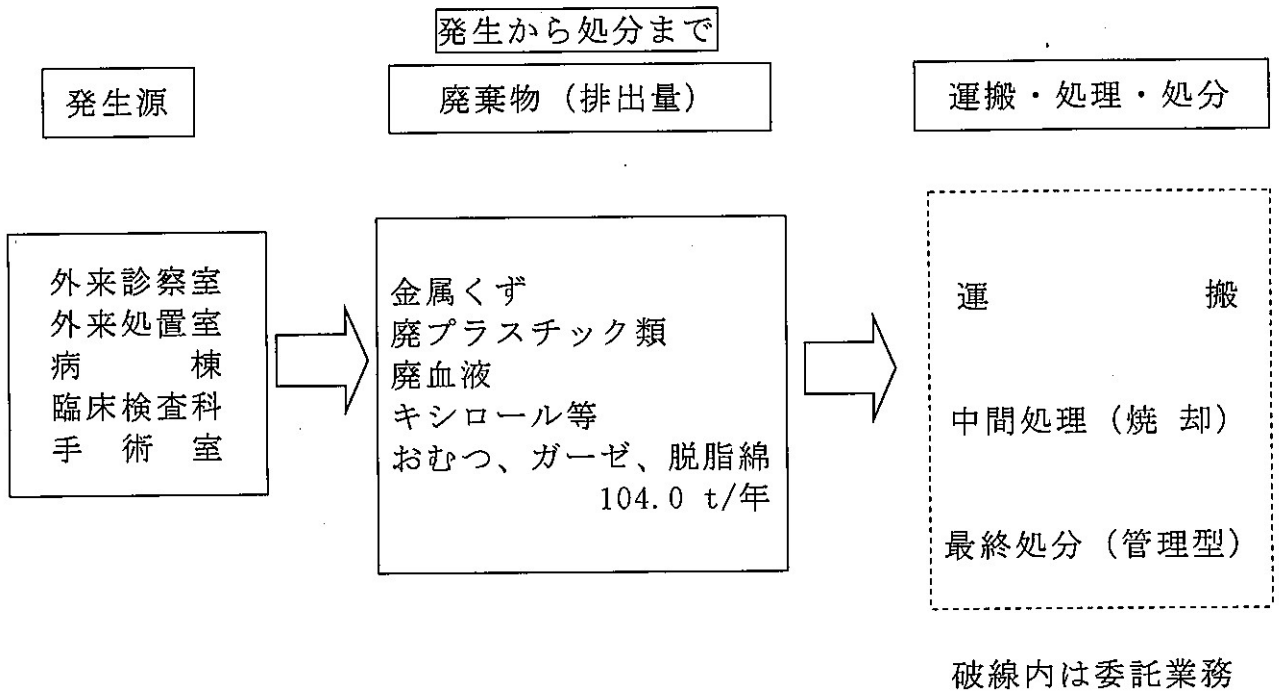 発生から処分まで
発生源
廃棄物（排出量）
運搬・処理・処分
外来診察室
外来処置室
病棟
臨床検査科
手術室
金属くず
廃プラスチック類
廃血液
キシロール等
おむつ、ガーゼ、脱脂綿
104.0 t/年
運搬
中間処理（焼却）
最終処分（管理型）
破線内は委託業務